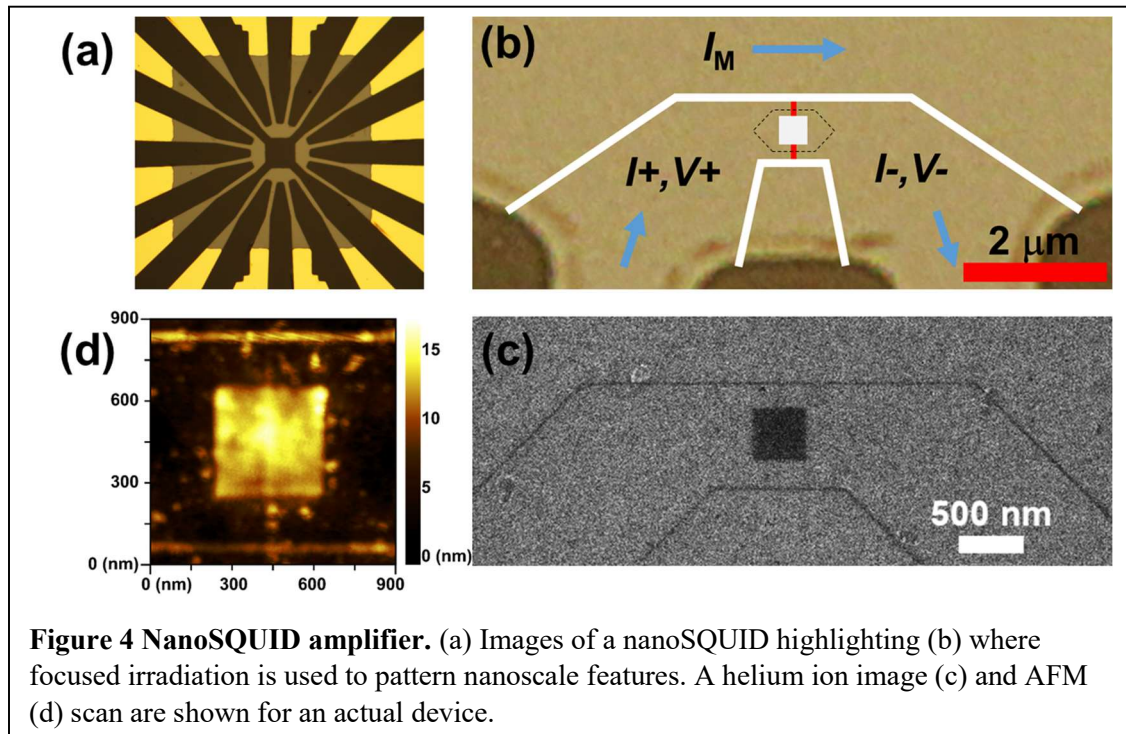 (a)
(b)
I_M
I+,V+
I-,V-
2 μm
(d)
900
600
300
0 (nm)
0 (nm)
300
600
900
15
10
5
0 (nm)
(c)
500 nm
Figure 4 NanoSQUID amplifier. (a) Images of a nanoSQUID highlighting (b) where
focused irradiation is used to pattern nanoscale features. A helium ion image (c) and AFM
(d) scan are shown for an actual device.